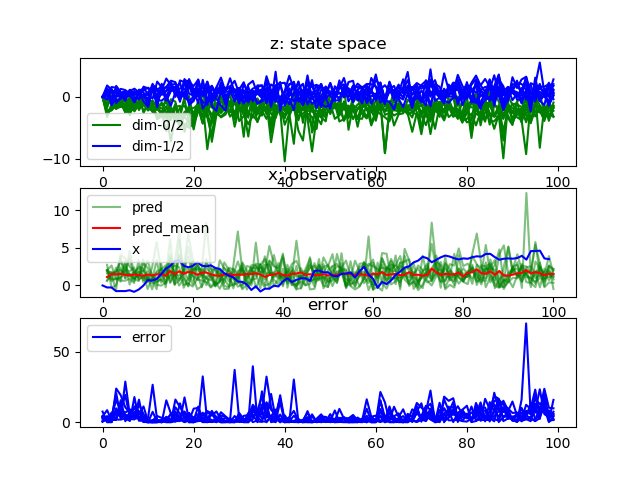 z: state space
0
−10
dim-0/2
dim-1/2
0 20 40 60 80 100
x: observation
10
5
0
pred
pred_mean
x
0 20 40 60 80 100
error
50
0
error
0 20 40 60 80 100